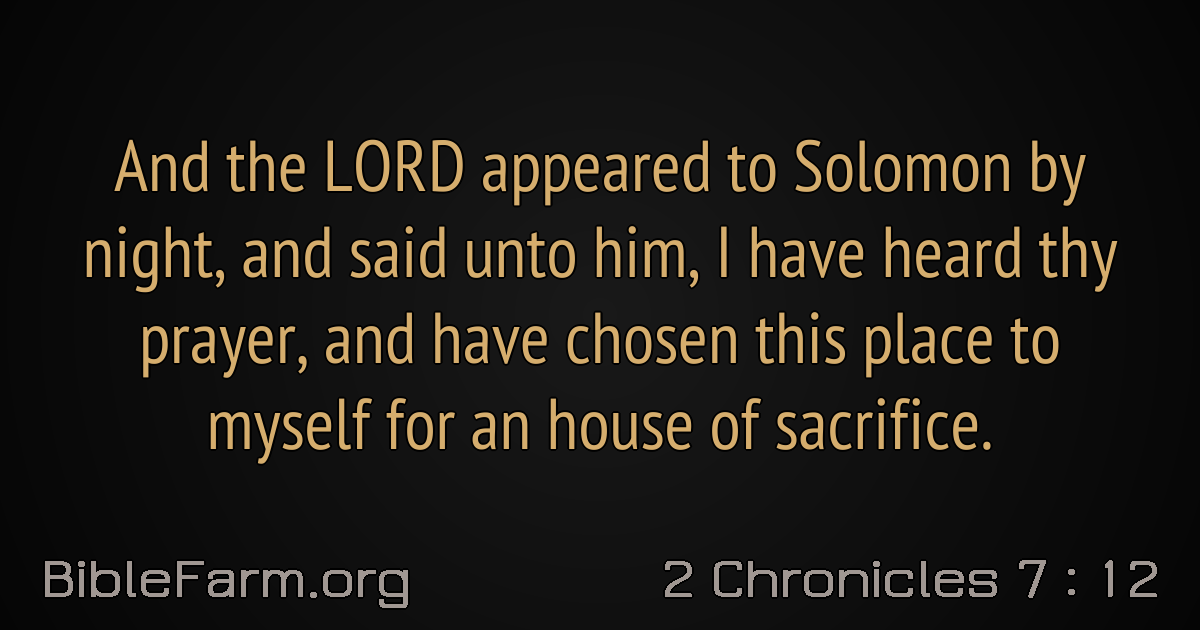 And the LORD appeared to Solomon by
night, and said unto him, I have heard thy
prayer, and have chosen this place to
myself for an house of sacrifice.
BibleFarm.org
2 Chronicles 7 : 12